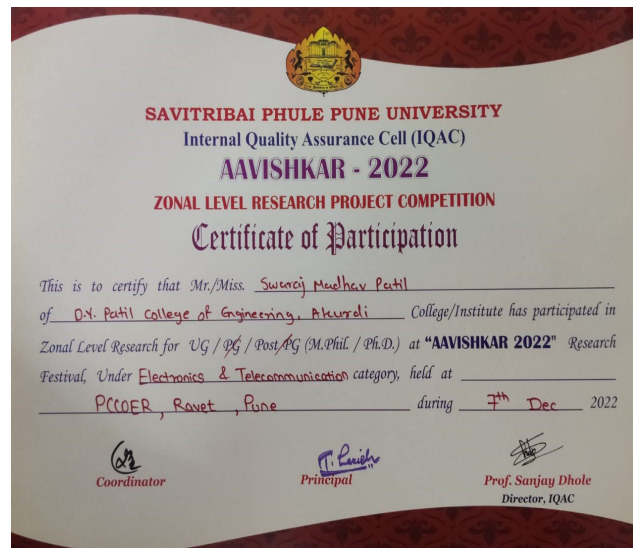 SAVITRIBAI PHULE PUNE UNIVERSITY
Internal Quality Assurance Cell (IQAC)
AAVISHKAR - 2022
ZONAL LEVEL RESEARCH PROJECT COMPETITION
Certificate of Participation
This is to certify that Mr./Miss. Swaraj Madhav Patil
of D.Y. Patil College of Engineering, Akurdi College/Institute has participated in
Zonal Level Research for UG / PG / Post PG (M.Phil. / Ph.D.) at "AAVISHKAR 2022" Research
Festival, Under Electronics & Telecommunication category, held at
PCCOER, Ravet, Pune during 7th Dec 2022
Coordinator
Principal
Prof. Sanjay Dhole
Director, IQAC